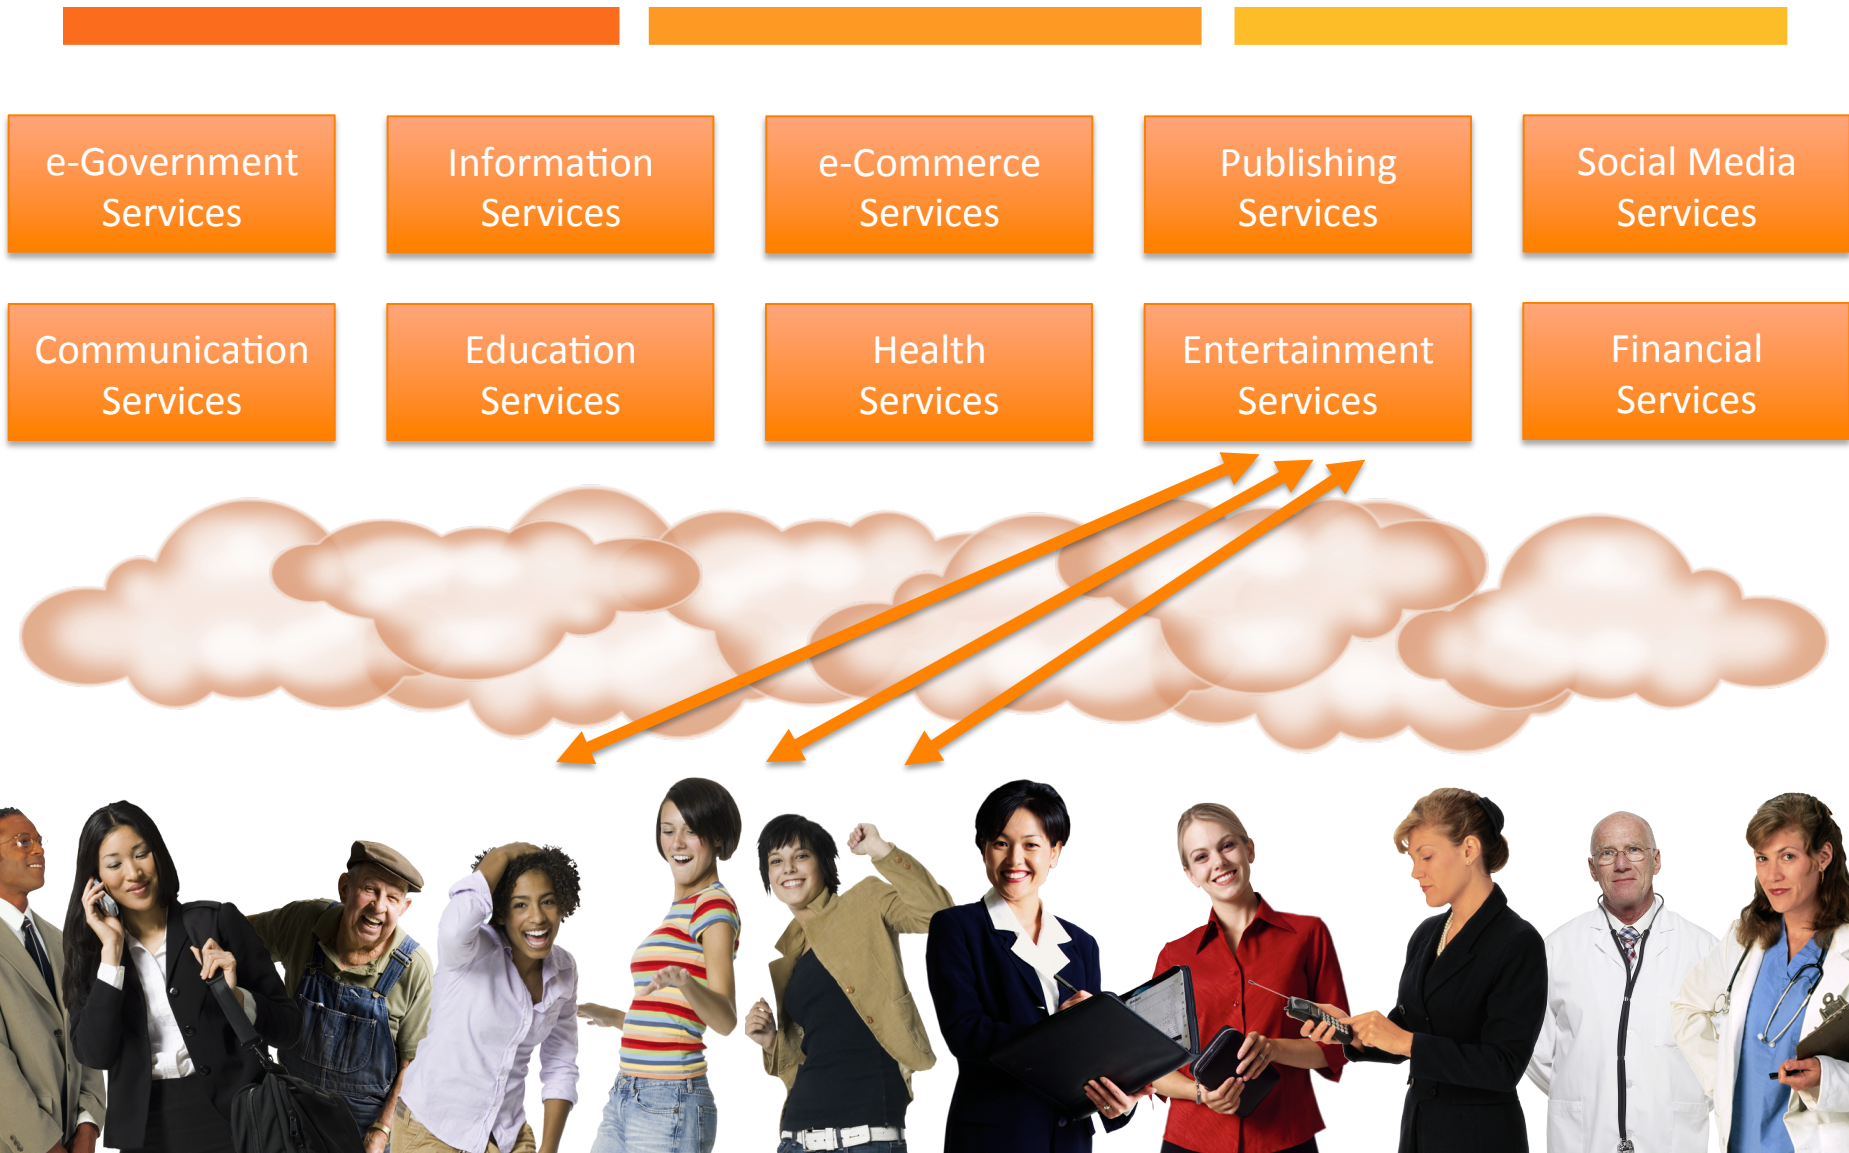 e-Government
Services
Information
Services
e-Commerce
Services
Publishing
Services
Social Media
Services
Communication
Services
Education
Services
Health
Services
Entertainment
Services
Financial
Services